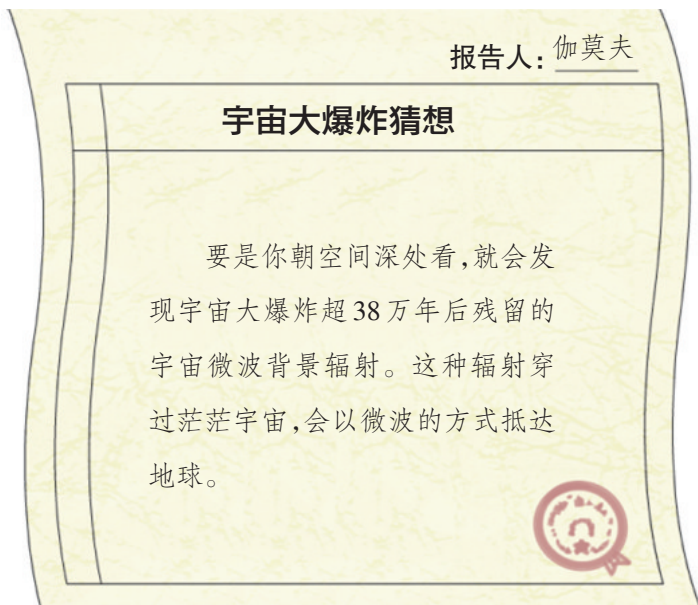 报告人:伽莫夫
宇宙大爆炸猜想
要是你朝空间深处看,就会发
现宇宙大爆炸超38万年后残留的
宇宙微波背景辐射。这种辐射穿
过茫茫宇宙,会以微波的方式抵达
地球。